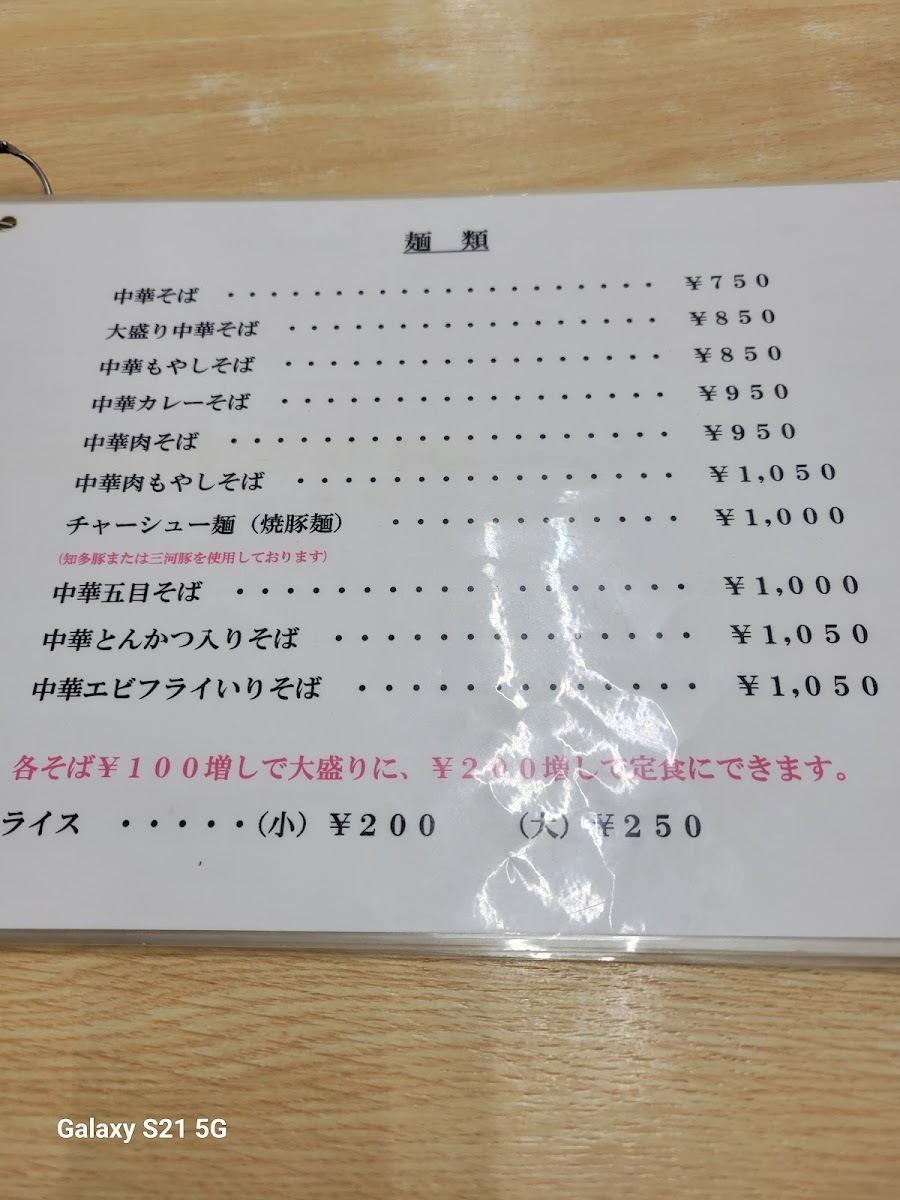 麺　類
中華そば ・・・・・・・・・・・・・・・・・・・ ￥７５０
大盛り中華そば ・・・・・・・・・・・・・・・・ ￥８５０
中華もやしそば ・・・・・・・・・・・・・・・・ ￥８５０
中華カレーそば ・・・・・・・・・・・・・・・・ ￥９５０
中華肉そば ・・・・・・・・・・・・・・・・・・ ￥９５０
中華肉もやしそば ・・・・・・・・・・・・・・・ ￥１,０５０
チャーシュー麺（焼豚麺） ・・・・・・・・・・・ ￥１,０００
（知多豚または三河豚を使用しております）
中華五目そば ・・・・・・・・・・・・・・・・・ ￥１,０００
中華とんかつ入りそば ・・・・・・・・・・・・・ ￥１,０５０
中華エビフライいりそば ・・・・・・・・・・・・・ ￥１,０５０
各そば￥１００増しで大盛りに、￥２００増しで定食にできます。
ライス ・・・・・（小）￥２００ （大）￥２５０
Galaxy S21 5G